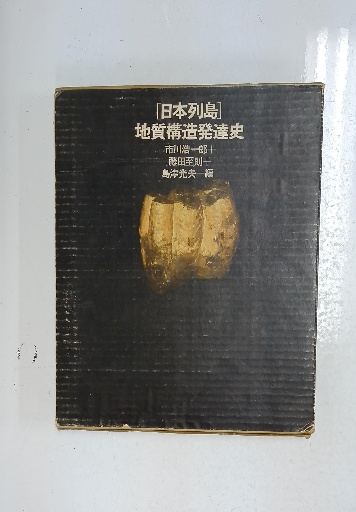 [日本列島]
地質構造発達史
市川浩一郎+
藤田至則+
島津光夫—編